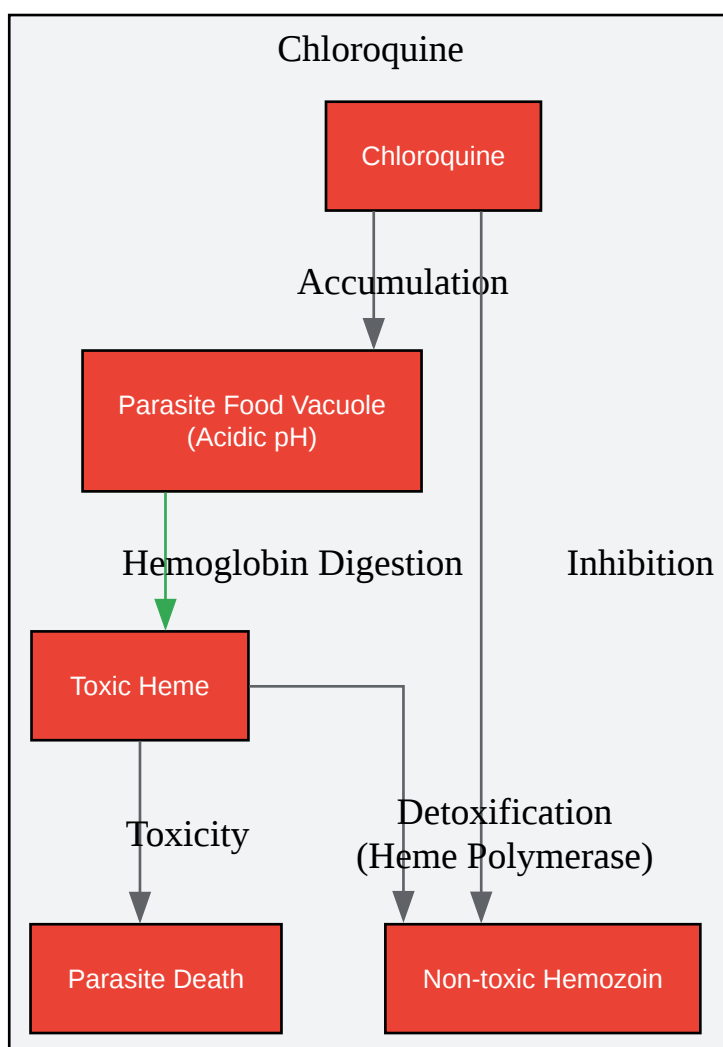 Chloroquine
Chloroquine
Accumulation
Parasite Food Vacuole
(Acidic pH)
Hemoglobin Digestion
Inhibition
Toxic Heme
Toxicity
Detoxification
(Heme Polymerase)
Parasite Death
Non-toxic Hemozoin